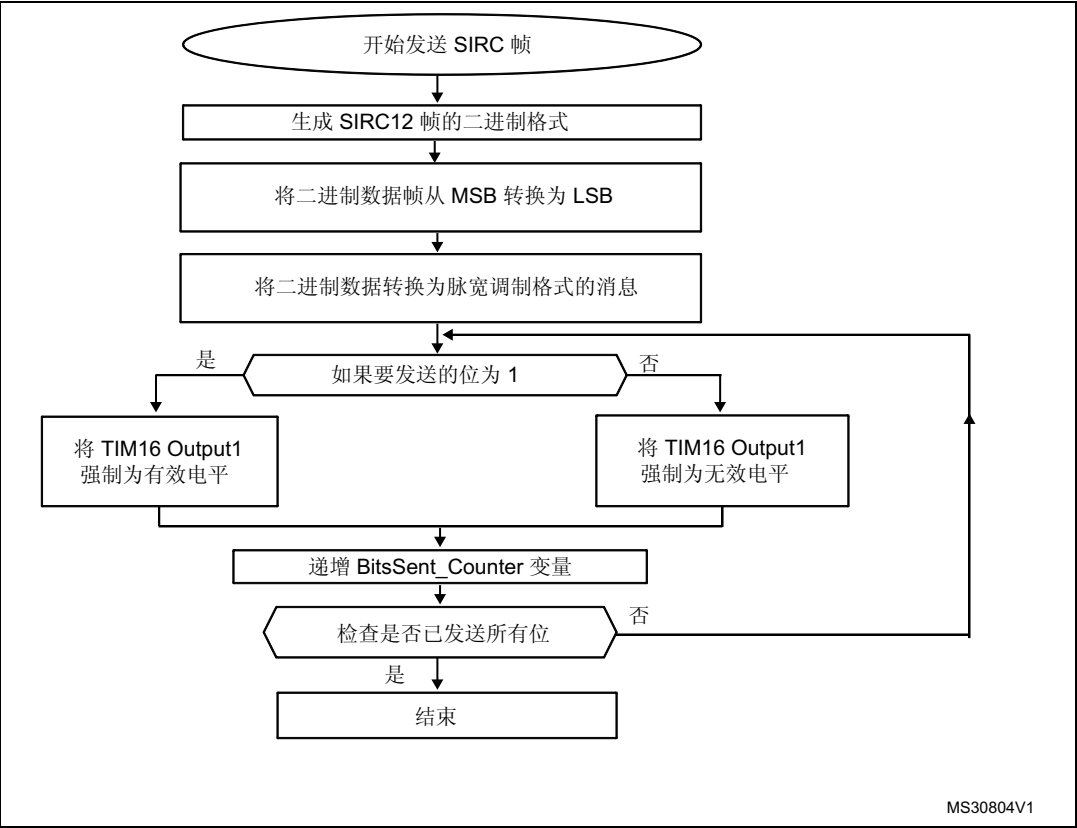 开始发送 SIRC 帧
生成 SIRC12 帧的二进制格式
将二进制数据帧从 MSB 转换为 LSB
将二进制数据转换为脉宽调制格式的消息
是
如果要发送的位为 1
否
将 TIM16 Output1
强制为有效电平
将 TIM16 Output1
强制为无效电平
递增 BitsSent_Counter 变量
检查是否已发送所有位
否
是
结束
MS30804V1